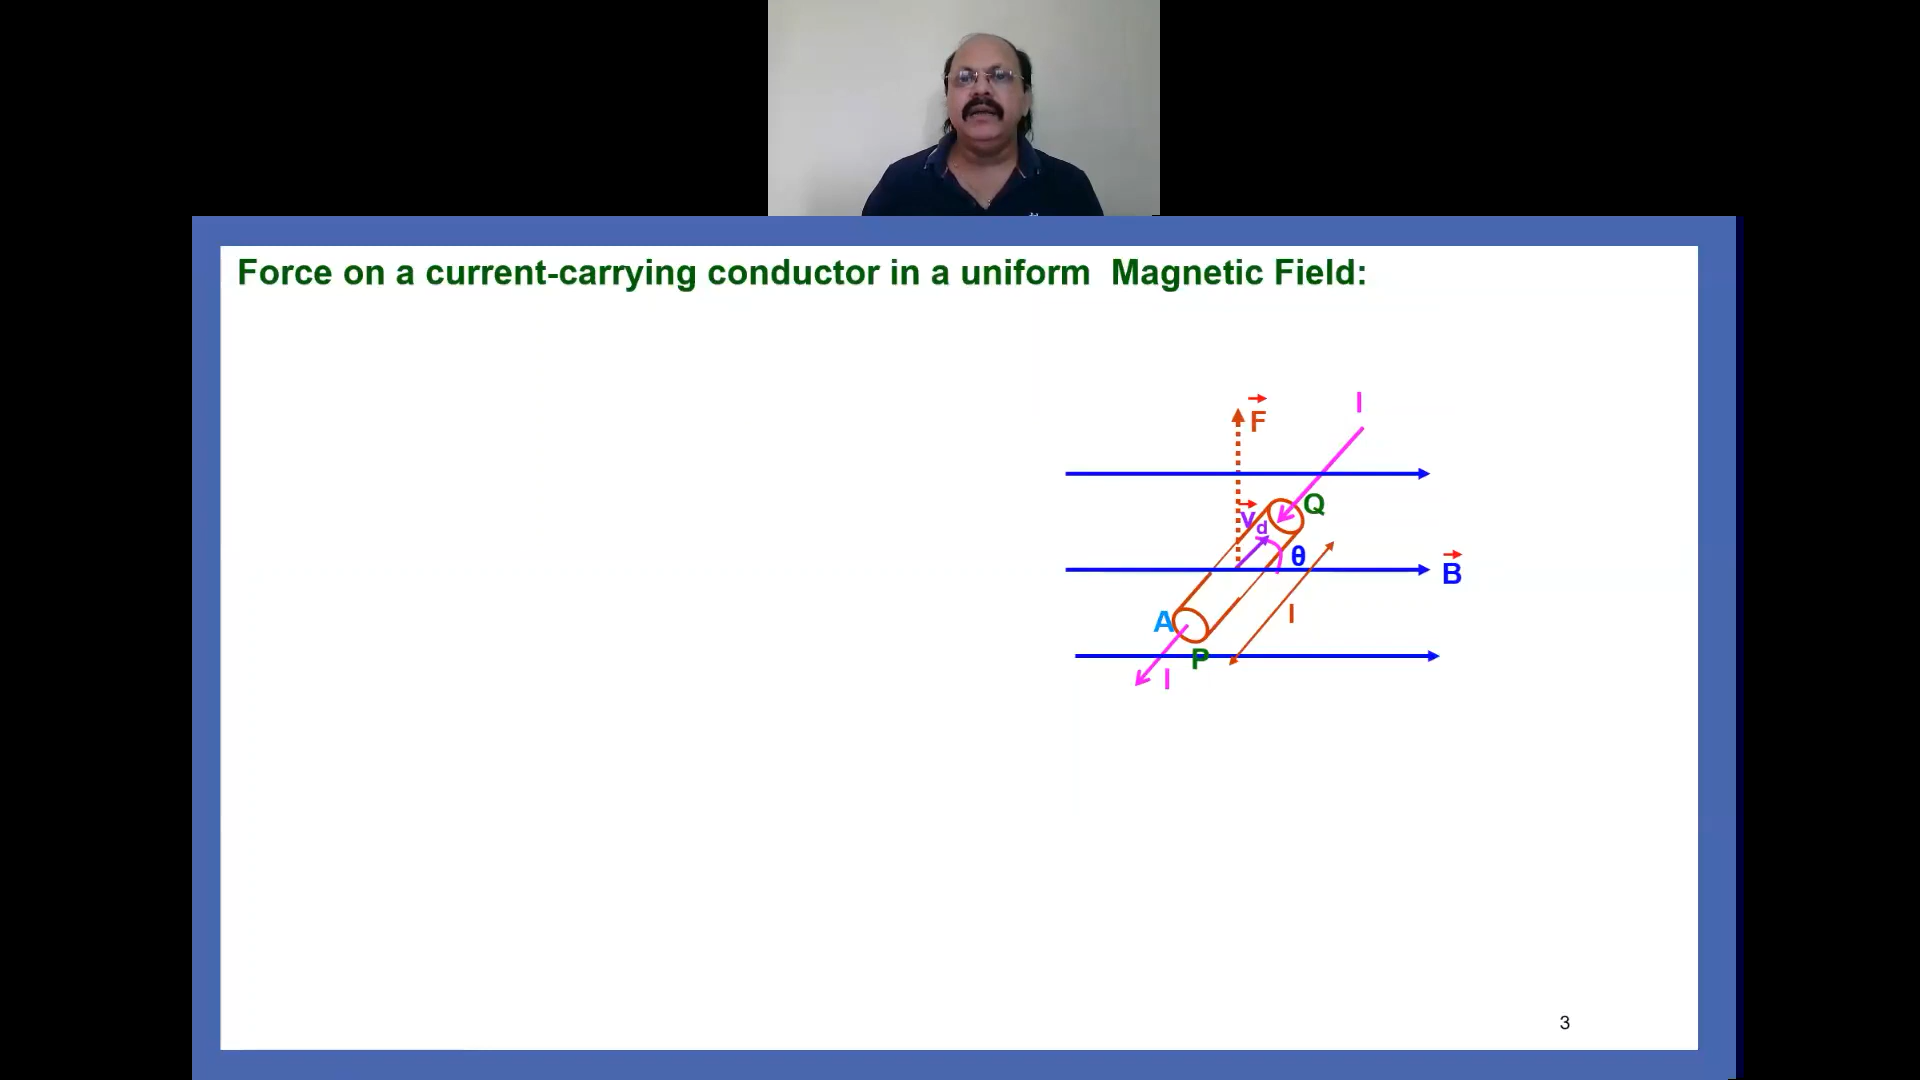 Force on a current-carrying conductor in a uniform  Magnetic Field:
I
F
Q
vd
θ
B
l
A
P
I
3